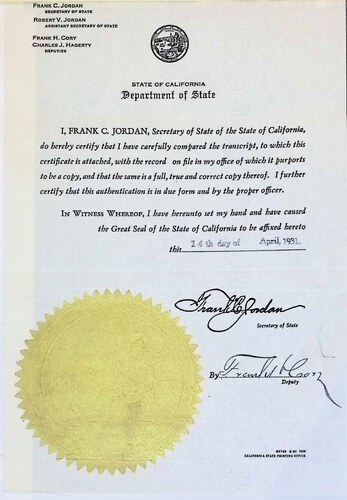 FRANK C. JORDAN
SECRETARY OF STATE
ROBERT V. JORDAN
ASSISTANT SECRETARY OF STATE
FRANK H. CORY
CHARLES J. HAGERTY
DEPUTIES
STATE OF CALIFORNIA
Department of State
I, FRANK C. JORDAN, Secretary of State of the State of California,
do hereby certify that I have carefully compared the transcript, to which this
certificate is attached, with the record on file in my office of which it purports
to be a copy, and that the same is a full, true and correct copy thereof. I further
certify that this authentication is in due form and by the proper officer.
IN WITNESS WHEREOF, I have hereunto set my hand and have caused
the Great Seal of the State of California to be affixed hereto
this 14th day of April, 1931.
Frank C. Jordan
Secretary of State
By Frank H Cory
Deputy
CALIFORNIA STATE PRINTING OFFICE